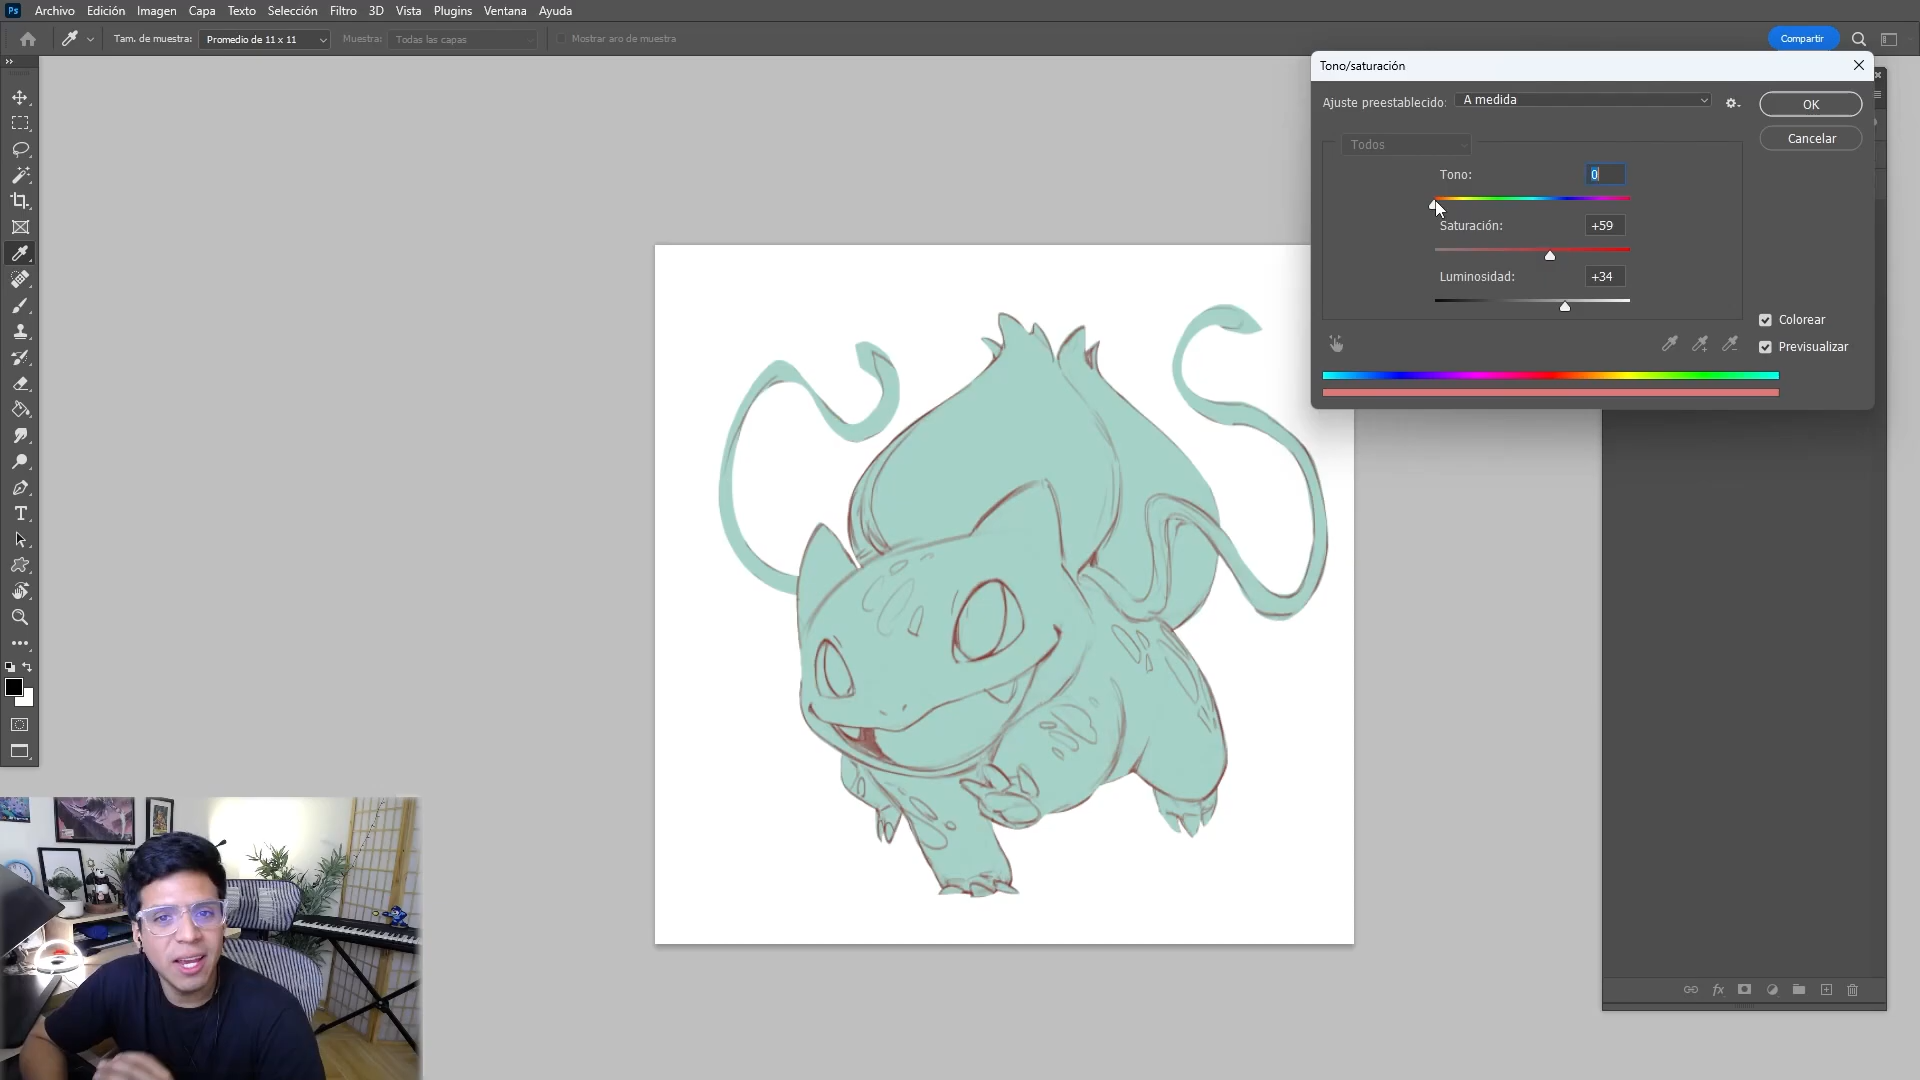 Ps Archivo Edición Imagen Capa Texto Selección Filtro 3D Vista Plugins Ventana Ayuda
Tam. de muestra: Promedio de 11 x 11 Muestra: Todas las capas Mostrar aro de muestra Compartir
Tono/saturación
Ajuste preestablecido: A medida OK
Todos Cancelar
Tono: 0
Saturación: +59
Luminosidad: +34
Colorear
Previsualizar
T
fx